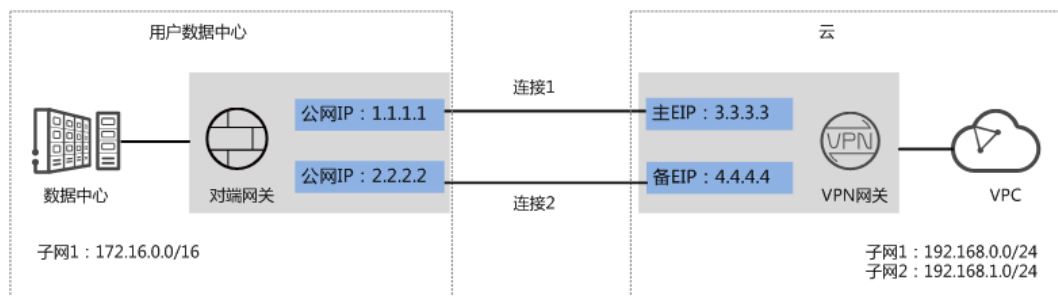 用户数据中心
云
连接1
公网IP：1.1.1.1
主EIP：3.3.3.3
VPN
公网IP：2.2.2.2
备EIP：4.4.4.4
数据中心
对端网关
连接2
VPN网关
VPC
子网1：172.16.0.0/16
子网1：192.168.0.0/24
子网2：192.168.1.0/24